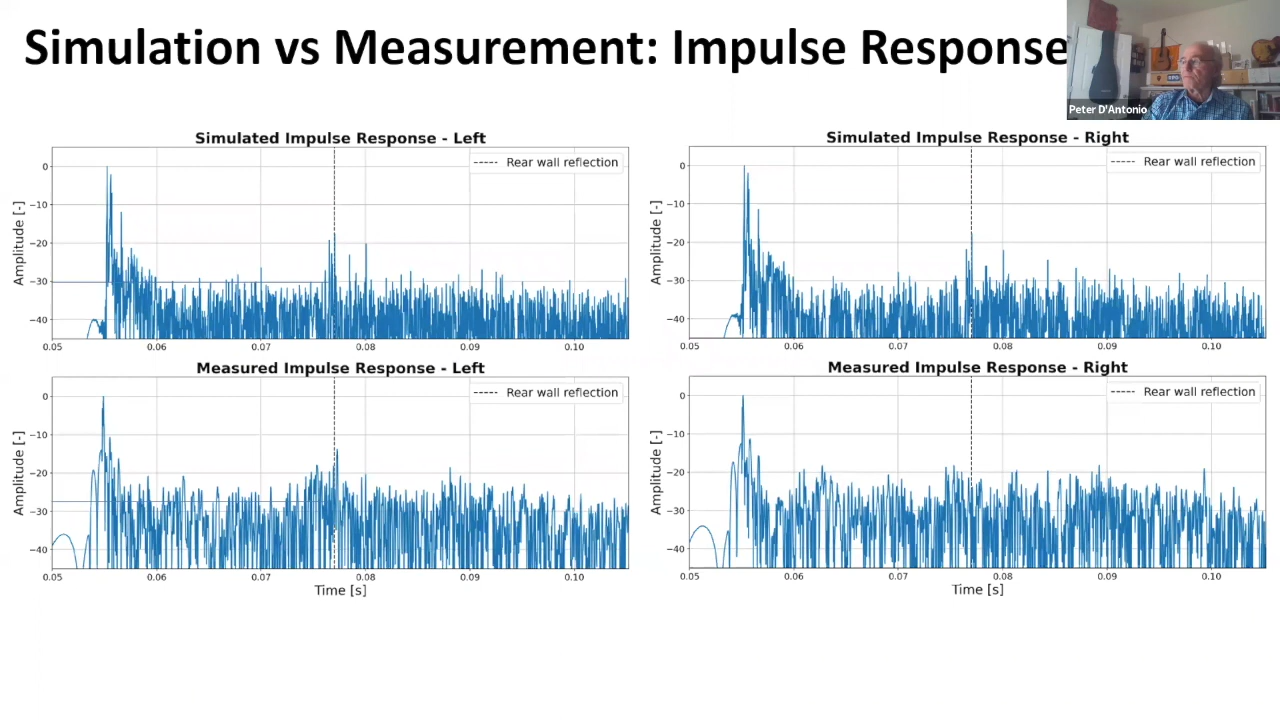 Simulation vs Measurement: Impulse Response
Peter D'Antonio
Simulated Impulse Response - Left
Rear wall reflection
Amplitude [-]
0
−10
−20
−30
−40
0.05 0.06 0.07 0.08 0.09 0.10
Simulated Impulse Response - Right
Rear wall reflection
Amplitude [-]
0
−10
−20
−30
−40
0.05 0.06 0.07 0.08 0.09 0.10
Measured Impulse Response - Left
Rear wall reflection
Amplitude [-]
0
−10
−20
−30
−40
0.05 0.06 0.07 0.08 0.09 0.10
Time [s]
Measured Impulse Response - Right
Rear wall reflection
Amplitude [-]
0
−10
−20
−30
−40
0.05 0.06 0.07 0.08 0.09 0.10
Time [s]